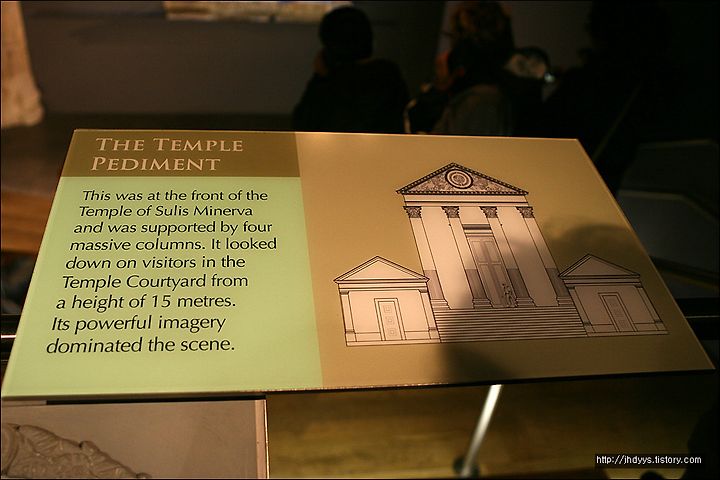 THE TEMPLE
PEDIMENT
This was at the front of the
Temple of Sulis Minerva
and was supported by four
massive columns. It looked
down on visitors in the
Temple Courtyard from
a height of 15 metres.
Its powerful imagery
dominated the scene.
http://jhdyys.tistory.com